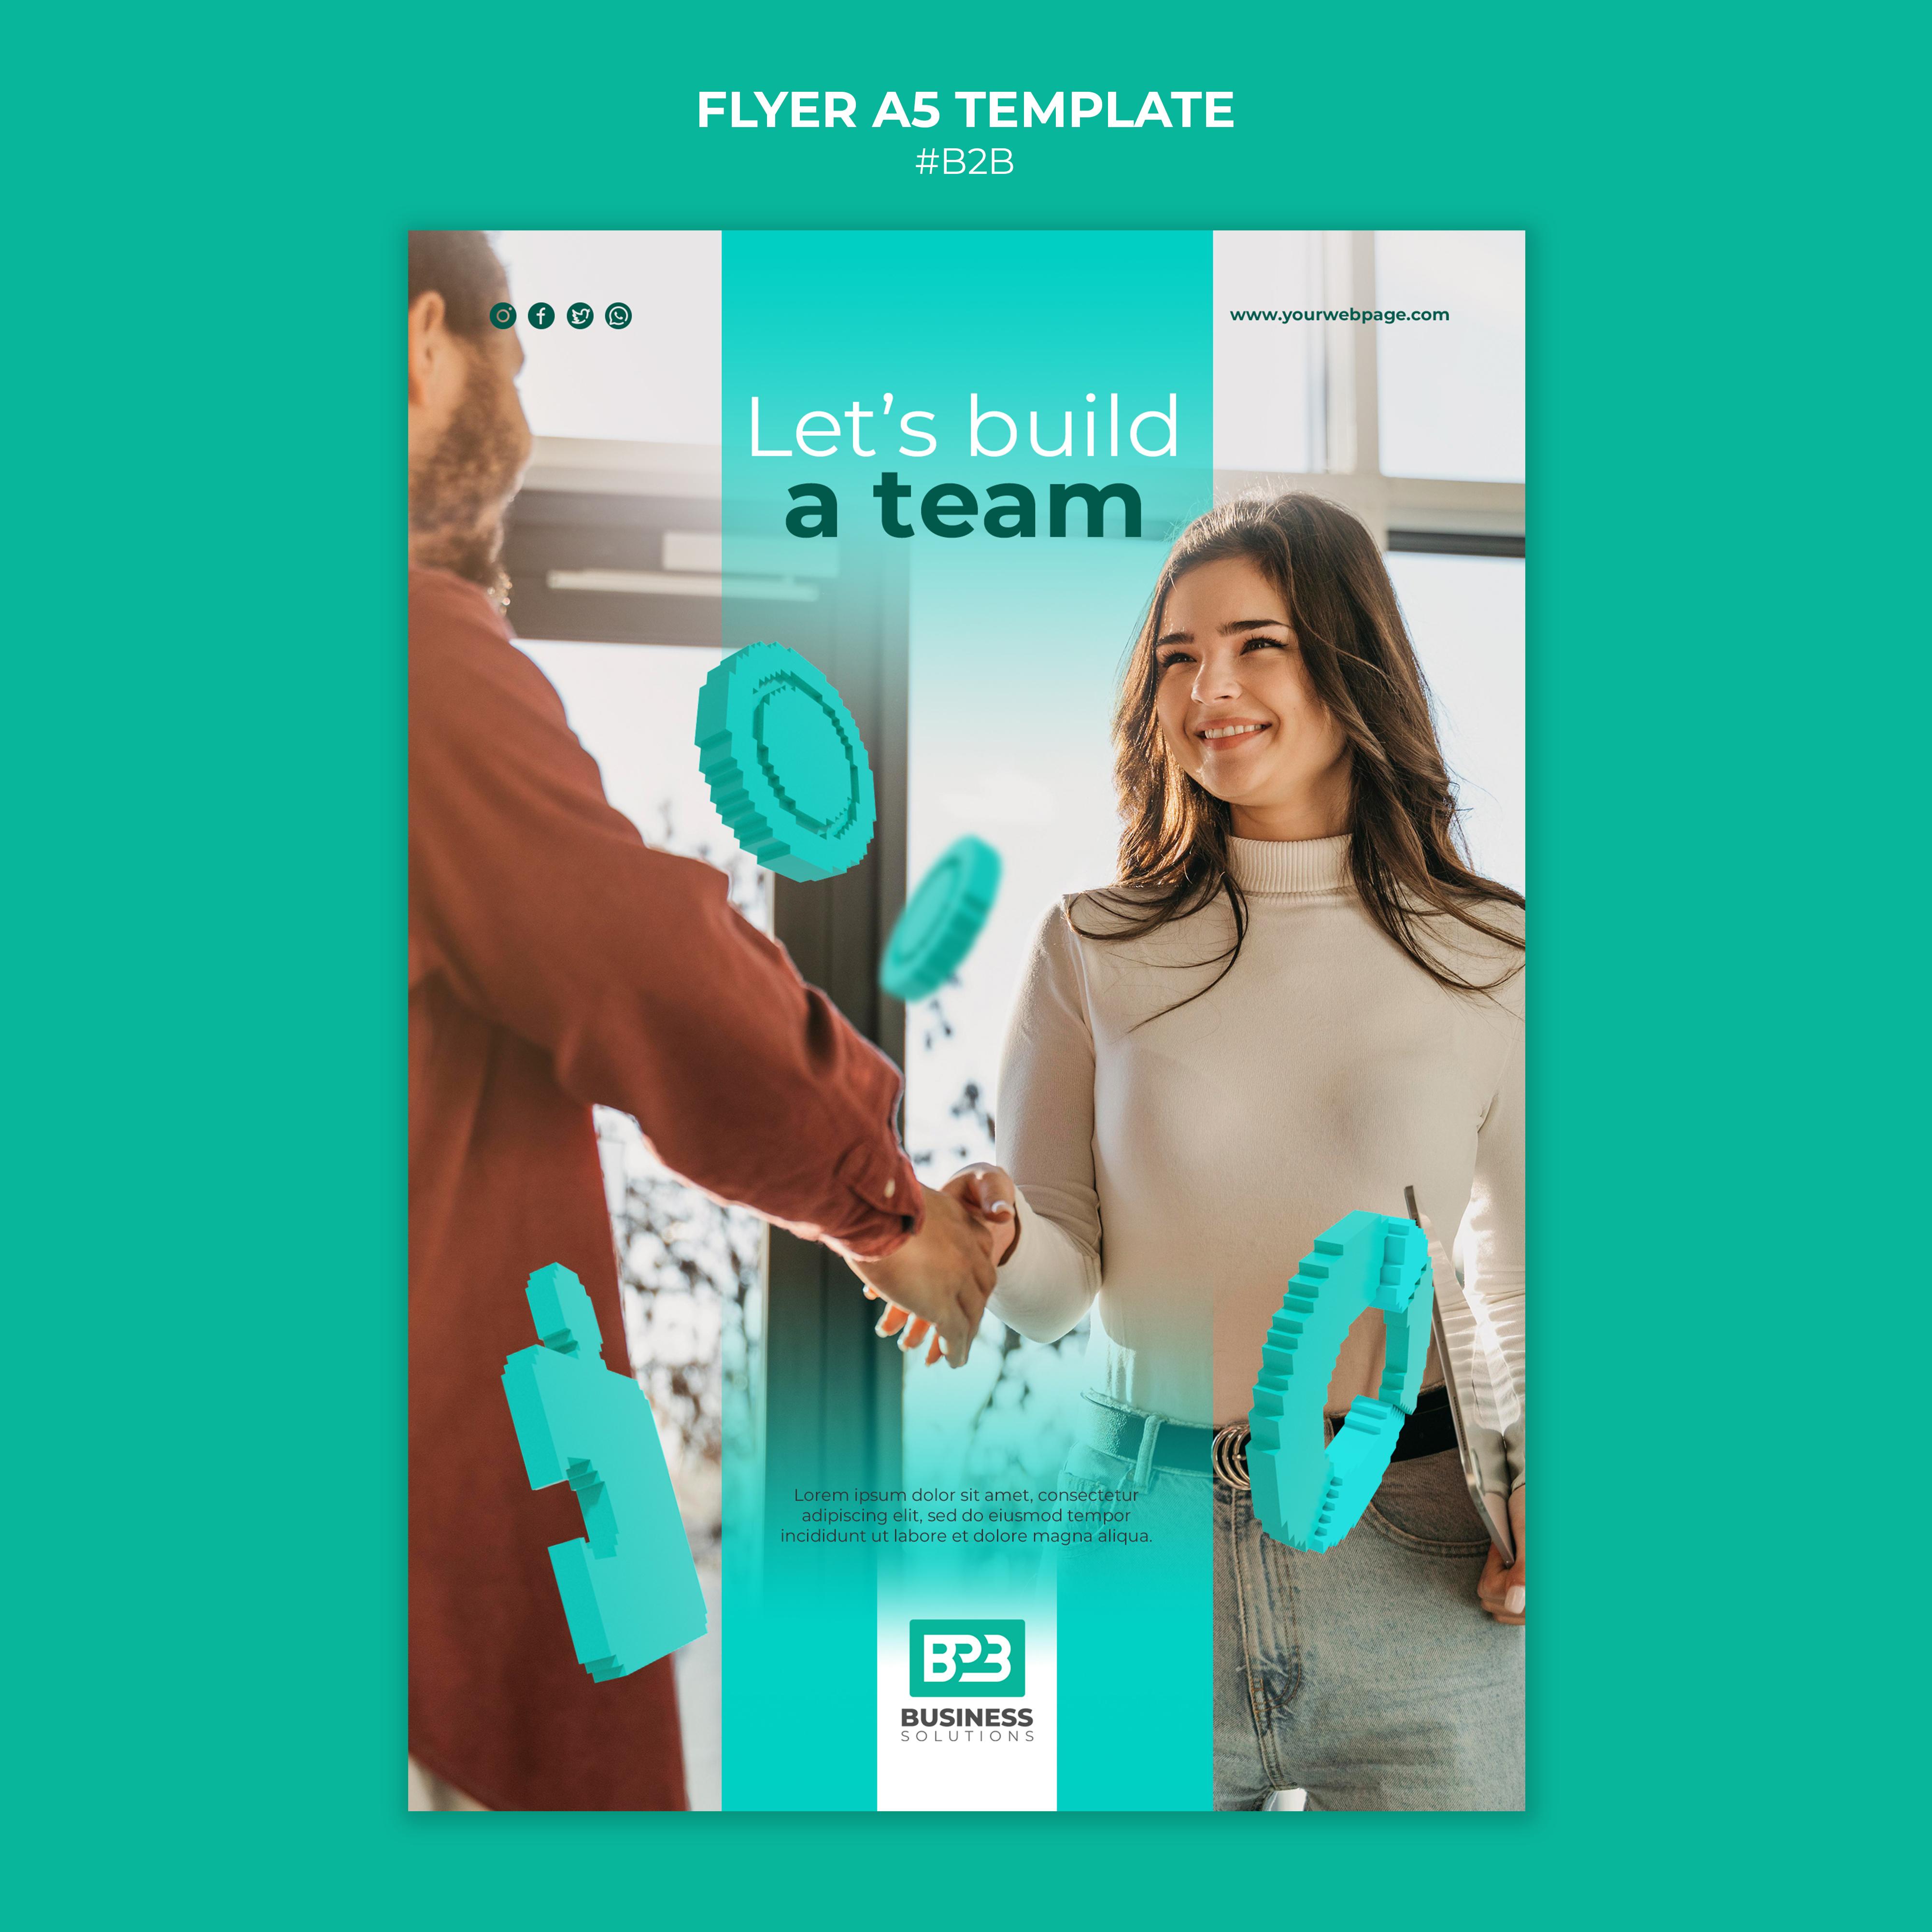 FLYER A5 TEMPLATE
#B2B
www.yourwebpage.com
Let's build
a team
Lorem ipsum dolor sit amet, consectetur
adipiscing elit, sed do eiusmod tempor
incididunt ut labore et dolore magna aliqua.
B2B
BUSINESS
SOLUTIONS